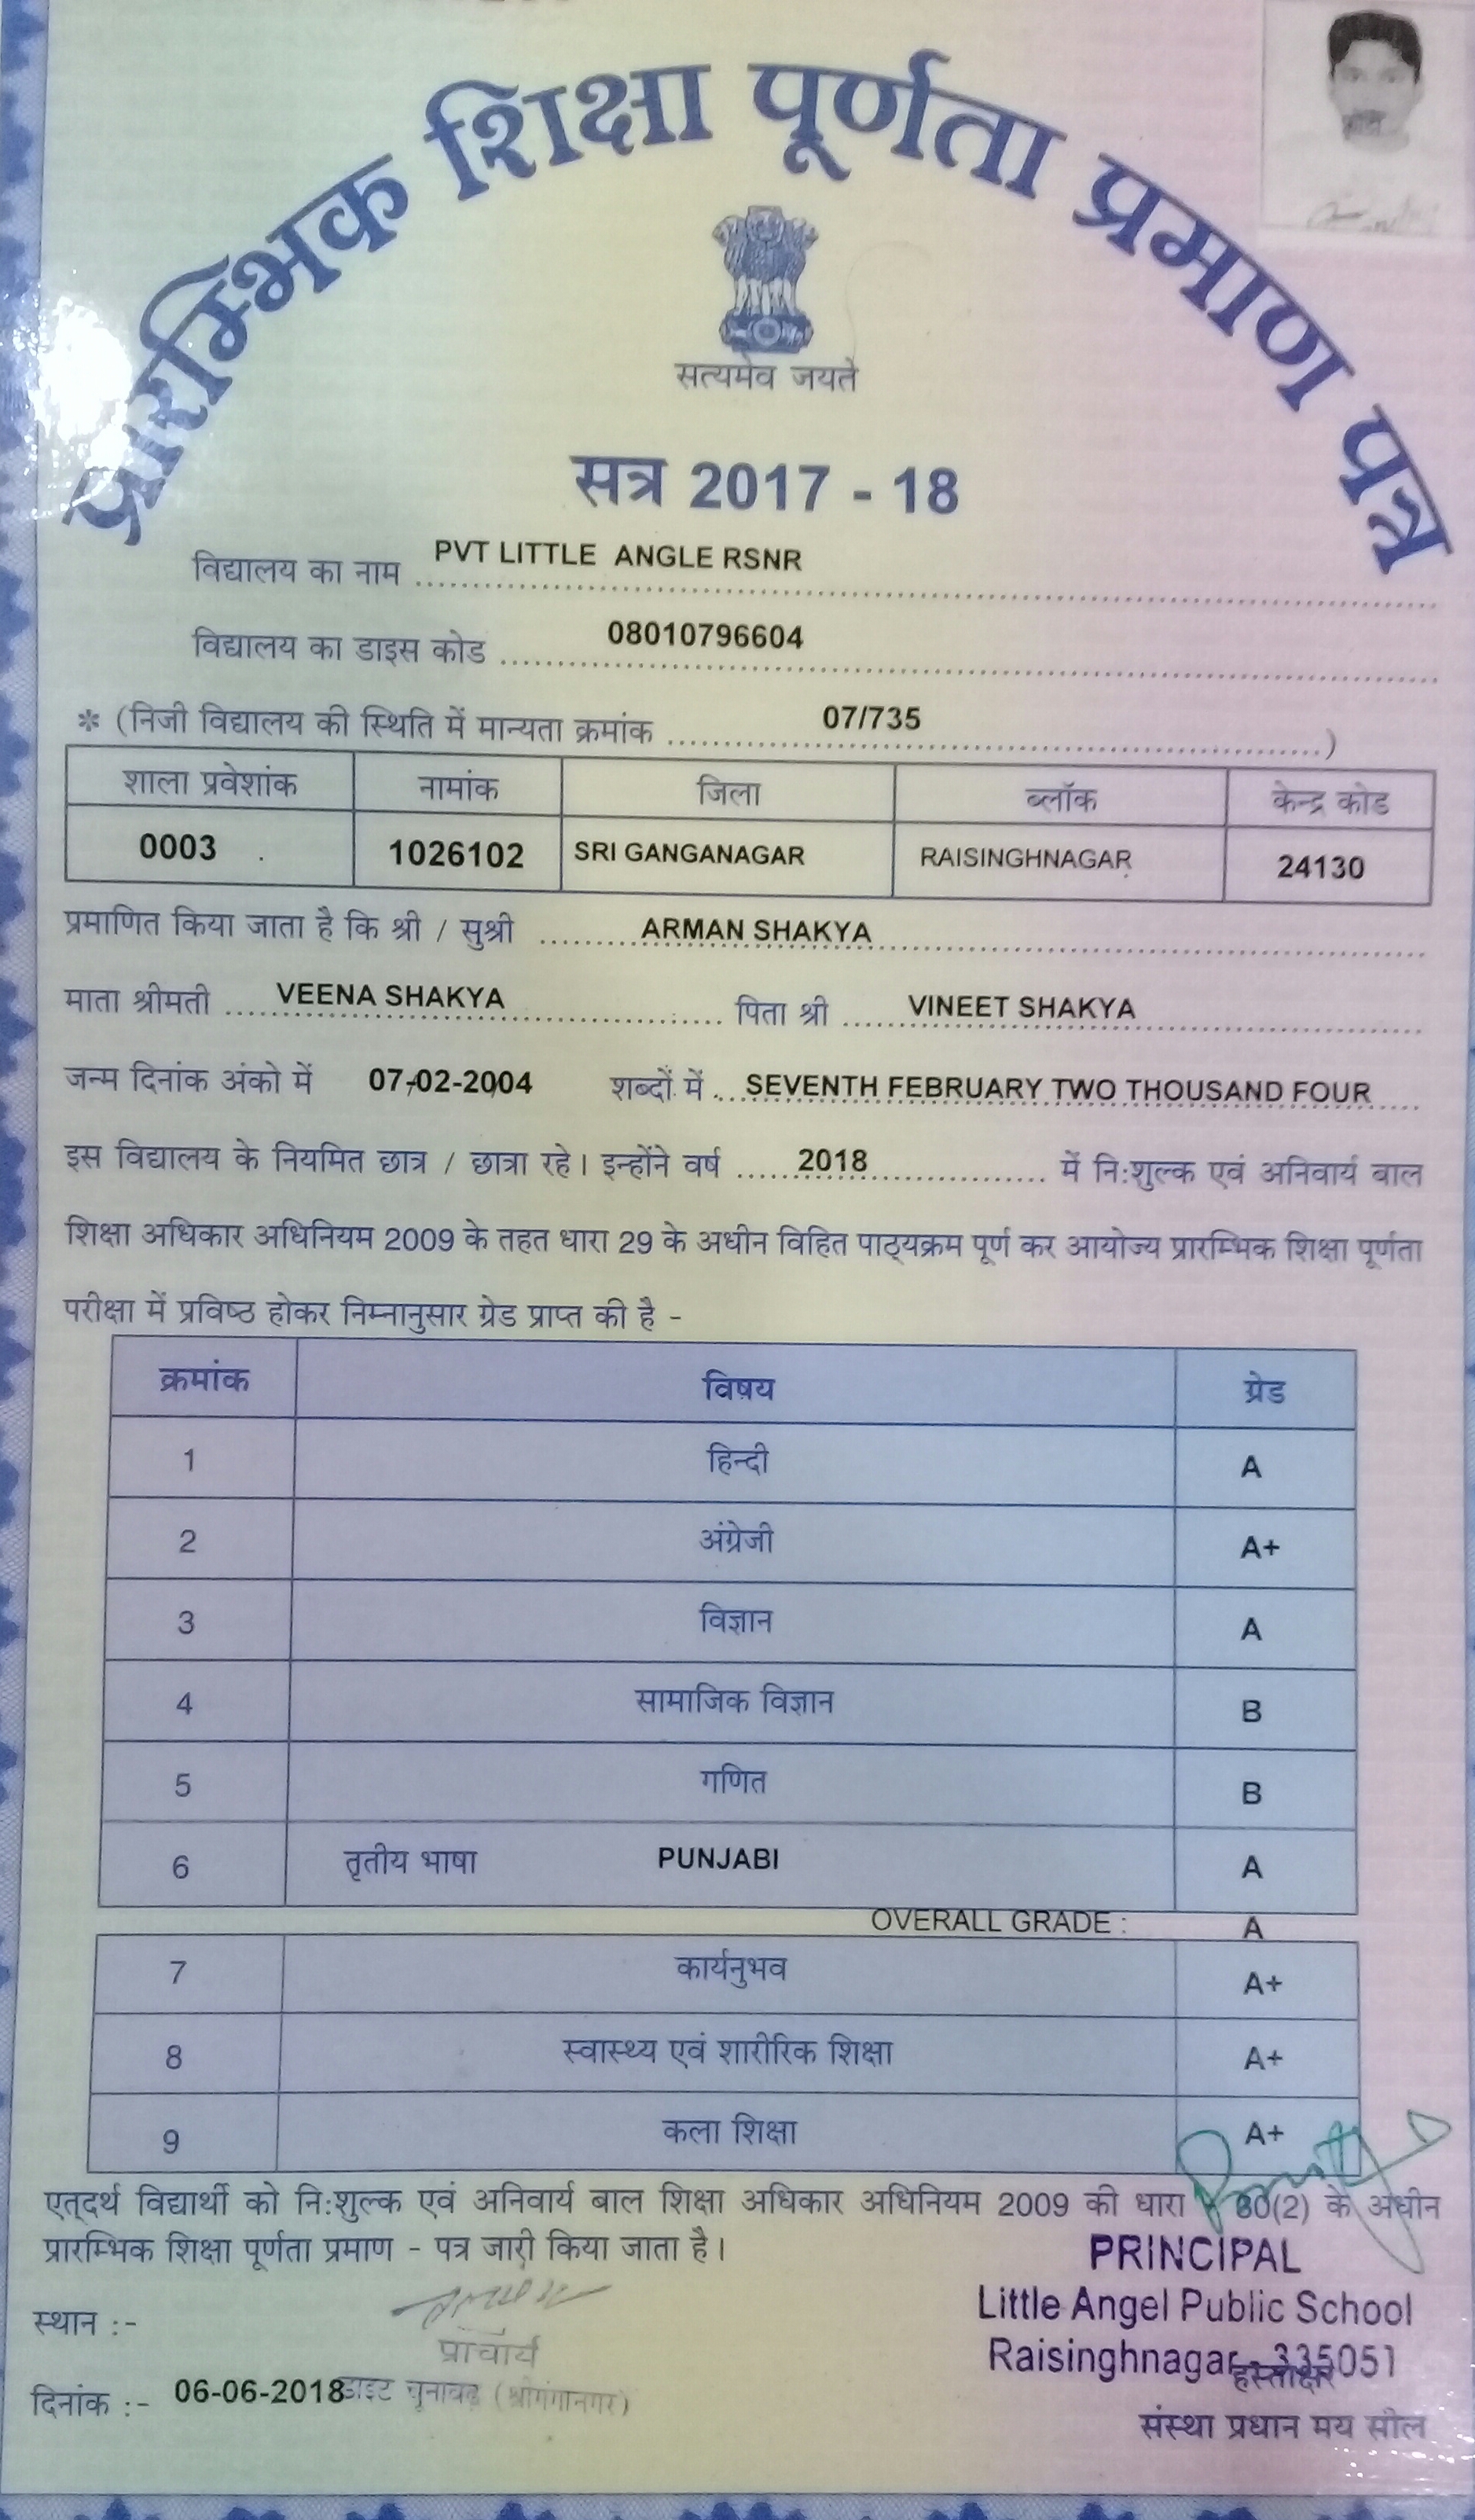 प्रारम्भिक शिक्षा पूर्णता प्रमाण पत्र
सत्यमेव जयते
सत्र 2017 - 18
विद्यालय का नाम PVT LITTLE ANGLE RSNR
विद्यालय का डाइस कोड 08010796604
* (निजी विद्यालय की स्थिति में मान्यता क्रमांक 07/735)
शाला प्रवेशांक नामांक जिला ब्लॉक केन्द्र कोड
0003 1026102 SRI GANGANAGAR RAISINGHNAGAR 24130
प्रमाणित किया जाता है कि श्री / सुश्री ARMAN SHAKYA
माता श्रीमती VEENA SHAKYA पिता श्री VINEET SHAKYA
जन्म दिनांक अंको में 07-02-2004 शब्दों में SEVENTH FEBRUARY TWO THOUSAND FOUR
इस विद्यालय के नियमित छात्र / छात्रा रहे। इन्होंने वर्ष 2018 में नि:शुल्क एवं अनिवार्य बाल
शिक्षा अधिकार अधिनियम 2009 के तहत धारा 29 के अधीन विहित पाठ्यक्रम पूर्ण कर आयोज्य प्रारम्भिक शिक्षा पूर्णता
परीक्षा में प्रविष्ठ होकर निम्नानुसार ग्रेड प्राप्त की है -
क्रमांक विषय ग्रेड
1 हिन्दी A
2 अंग्रेजी A+
3 विज्ञान A
4 सामाजिक विज्ञान B
5 गणित B
6 तृतीय भाषा PUNJABI A
OVERALL GRADE : A
7 कार्यनुभव A+
8 स्वास्थ्य एवं शारीरिक शिक्षा A+
9 कला शिक्षा A+
एत्दर्थ विद्यार्थी को नि:शुल्क एवं अनिवार्य बाल शिक्षा अधिकार अधिनियम 2009 की धारा 30(2) के अधीन
प्रारम्भिक शिक्षा पूर्णता प्रमाण - पत्र जारी किया जाता है।
PRINCIPAL
Little Angel Public School
Raisinghnagar - 335051
स्थान :-
प्राचार्य
दिनांक :- 06-06-2018 डाइट चूनावढ (श्रीगंगानगर)
हस्ताक्षर
संस्था प्रधान मय सील